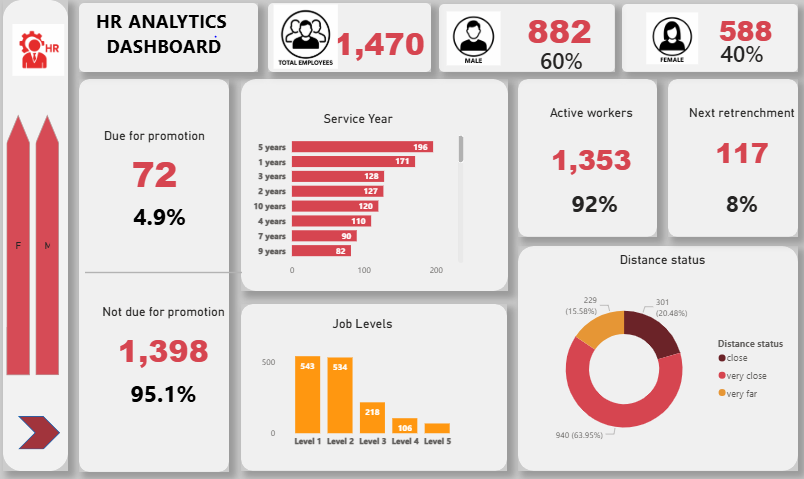 HR
HR ANALYTICS
DASHBOARD
TOTAL EMPLOYEES
1,470
MALE
882
60%
FEMALE
588
40%
F
M
Due for promotion
72
4.9%
Not due for promotion
1,398
95.1%
Service Year
5 years 196
1 years 171
3 years 128
2 years 127
10 years 120
4 years 110
7 years 90
9 years 82
0 100 200
Job Levels
500
0
543 534 218 106
Level 1 Level 2 Level 3 Level 4 Level 5
Active workers
1,353
92%
Next retrenchment
117
8%
Distance status
229
(15.58%)
301
(20.48%)
940 (63.95%)
Distance status
close
very close
very far